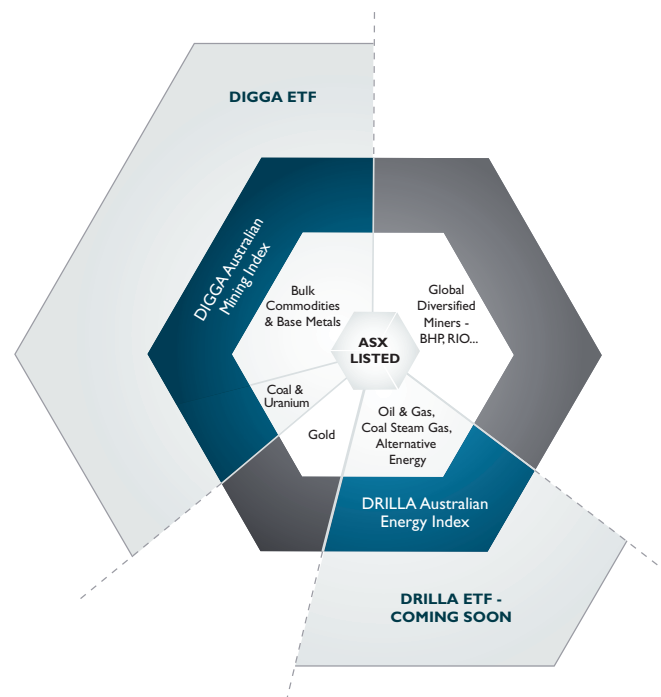 DIGGA ETF
DIGGA Australian
Mining Index
Bulk
Commodities
& Base Metals
Global
Diversified
Miners -
BHP, RIO...
ASX
LISTED
Coal &
Uranium
Gold
Oil & Gas,
Coal Steam Gas,
Alternative
Energy
DRILLA Australian
Energy Index
DRILLA ETF -
COMING SOON